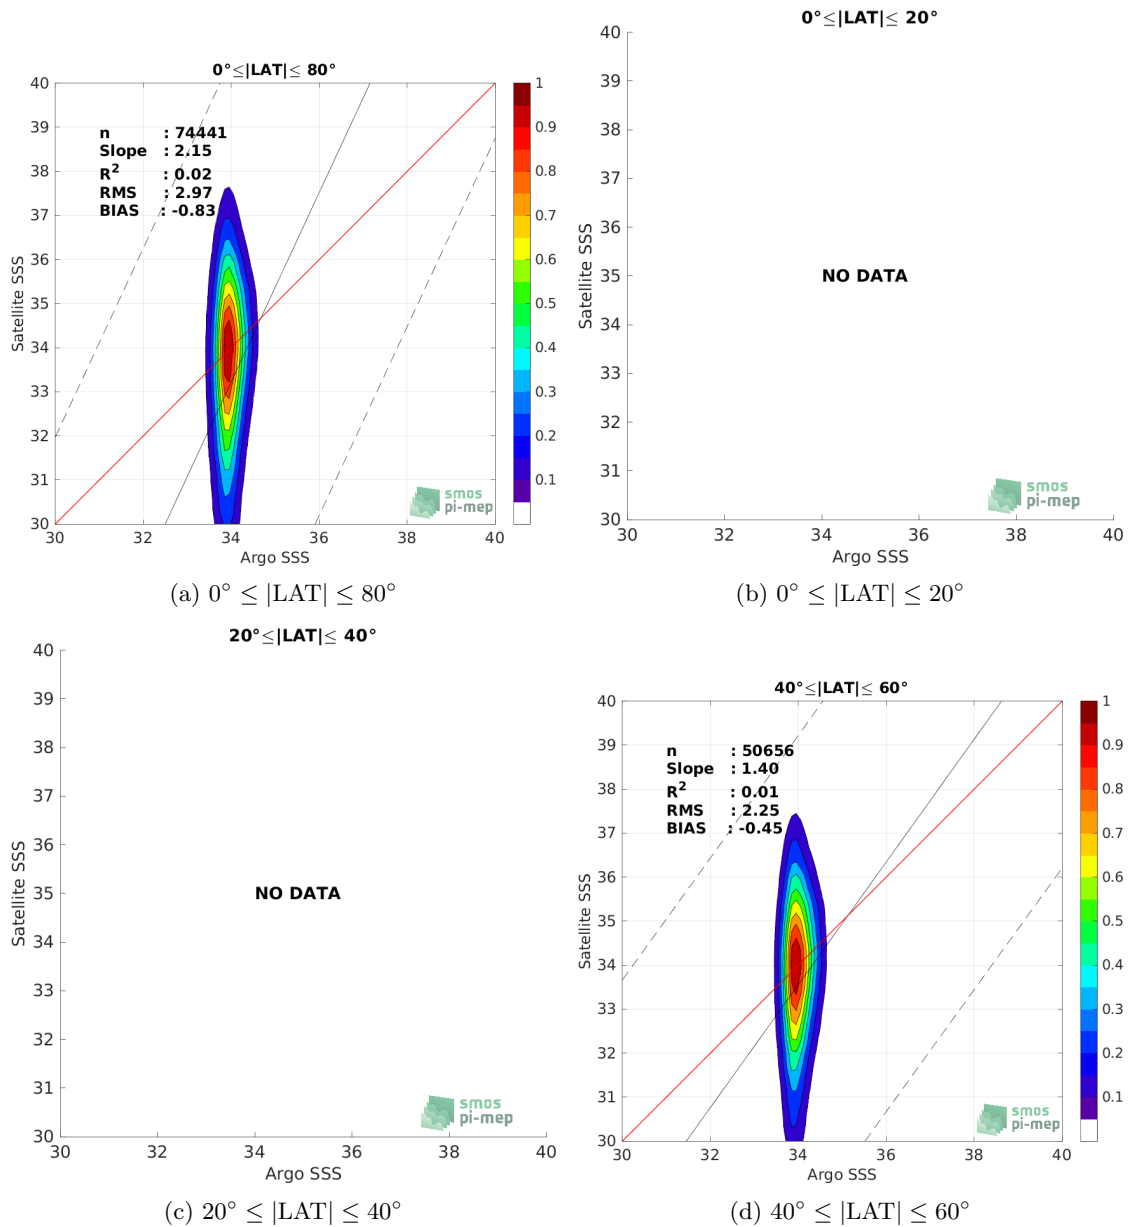 0°≤|LAT|≤ 80°
n : 74441
Slope : 2.15
R² : 0.02
RMS : 2.97
BIAS : -0.83
Satellite SSS
40
39
38
37
36
35
34
33
32
31
30
30 32 34 36 38 40
Argo SSS
1
0.9
0.8
0.7
0.6
0.5
0.4
0.3
0.2
0.1
smos
pi-mep
(a) 0° ≤ |LAT| ≤ 80°
0°≤|LAT|≤ 20°
Satellite SSS
40
39
38
37
36
35
34
33
32
31
30
NO DATA
30 32 34 36 38 40
Argo SSS
smos
pi-mep
(b) 0° ≤ |LAT| ≤ 20°
20°≤|LAT|≤ 40°
Satellite SSS
40
39
38
37
36
35
34
33
32
31
30
NO DATA
30 32 34 36 38 40
Argo SSS
smos
pi-mep
(c) 20° ≤ |LAT| ≤ 40°
40°≤|LAT|≤ 60°
n : 50656
Slope : 1.40
R² : 0.01
RMS : 2.25
BIAS : -0.45
Satellite SSS
40
39
38
37
36
35
34
33
32
31
30
30 32 34 36 38 40
Argo SSS
1
0.9
0.8
0.7
0.6
0.5
0.4
0.3
0.2
0.1
smos
pi-mep
(d) 40° ≤ |LAT| ≤ 60°